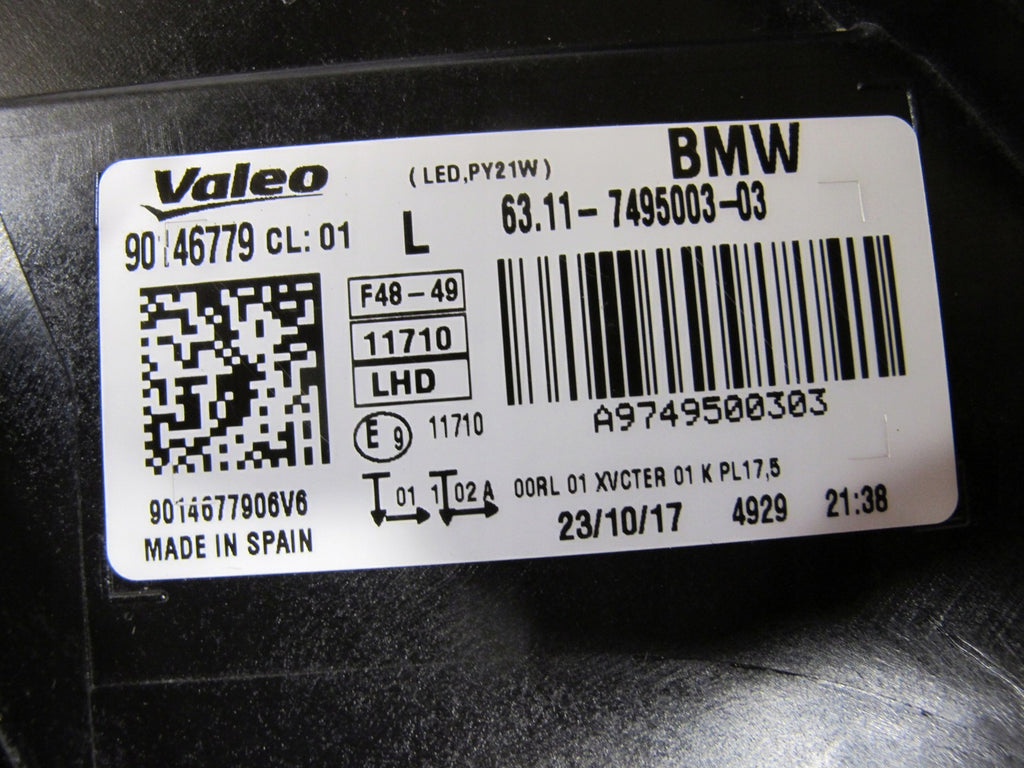 Valeo
(LED,PY21W)
BMW
90146779 CL: 01
L
63.11-7495003-03
F48-49
11710
LHD
A9749500303
E 9 11710
01 1 02 A 00RL 01 XVCTER 01 K PL17,5
9014677906V6
23/10/17 4929 21:38
MADE IN SPAIN